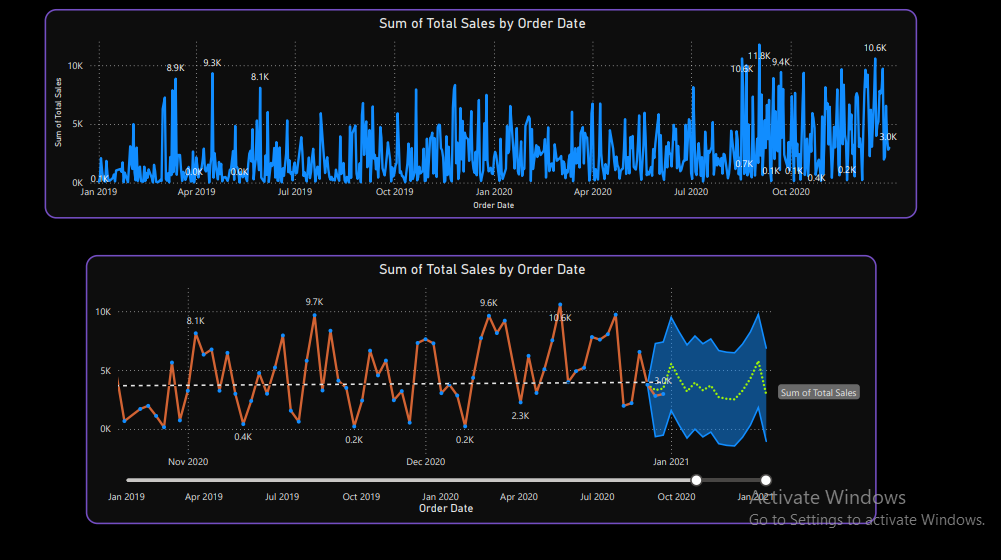 Sum of Total Sales by Order Date
11.8K
10.6K
9.3K
9.4K
8.9K
10K
10.6K
8.1K
Sum of Total Sales
5K
3.0K
0.7K
0.0K
0.0K
0.1K
0.1K
0.2K
0.4K
0K
0.1K
Jan 2019
Apr 2019
Jul 2019
Oct 2019
Jan 2020
Apr 2020
Jul 2020
Oct 2020
Order Date
Sum of Total Sales by Order Date
9.7K
9.6K
10K
8.1K
10.6K
5K
3.0K
Sum of Total Sales
2.3K
0K
0.4K
0.2K
0.2K
Nov 2020
Dec 2020
Jan 2021
Jan 2019
Apr 2019
Jul 2019
Oct 2019
Jan 2020
Apr 2020
Jul 2020
Oct 2020
Jan 2021
Order Date
Activate Windows
Go to Settings to activate Windows.